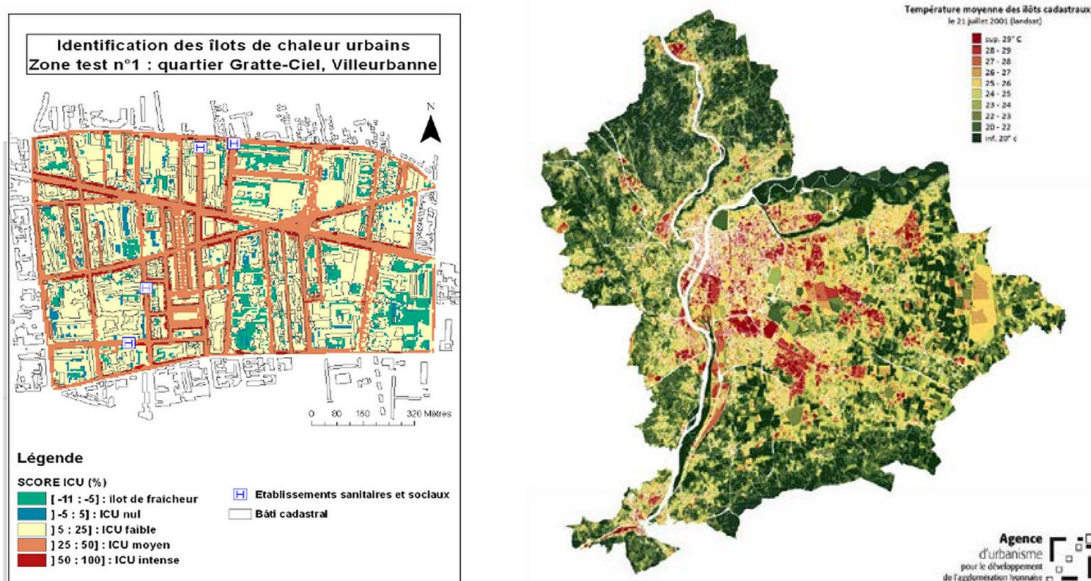 Identification des îlots de chaleur urbains
Zone test n°1 : quartier Gratte-Ciel, Villeurbanne
N
H
H
H
H
0 80 160 320 Mètres
Légende
SCORE ICU (%)
[ -11 ; -5] : îlot de fraîcheur
] -5 ; 5] : ICU nul
] 5 ; 25] : ICU faible
] 25 ; 50] : ICU moyen
] 50 ; 100] : ICU intense
H Etablissements sanitaires et sociaux
Bâti cadastral
Température moyenne des îlôts cadastraux
le 21 juillet 2001 (landsat)
sup. 29° C
28 - 29
27 - 28
26 - 27
25 - 26
24 - 25
23 - 24
22 - 23
20 - 22
inf. 20° c
Agence
d'urbanisme
pour le développement
de l'agglomération lyonnaise